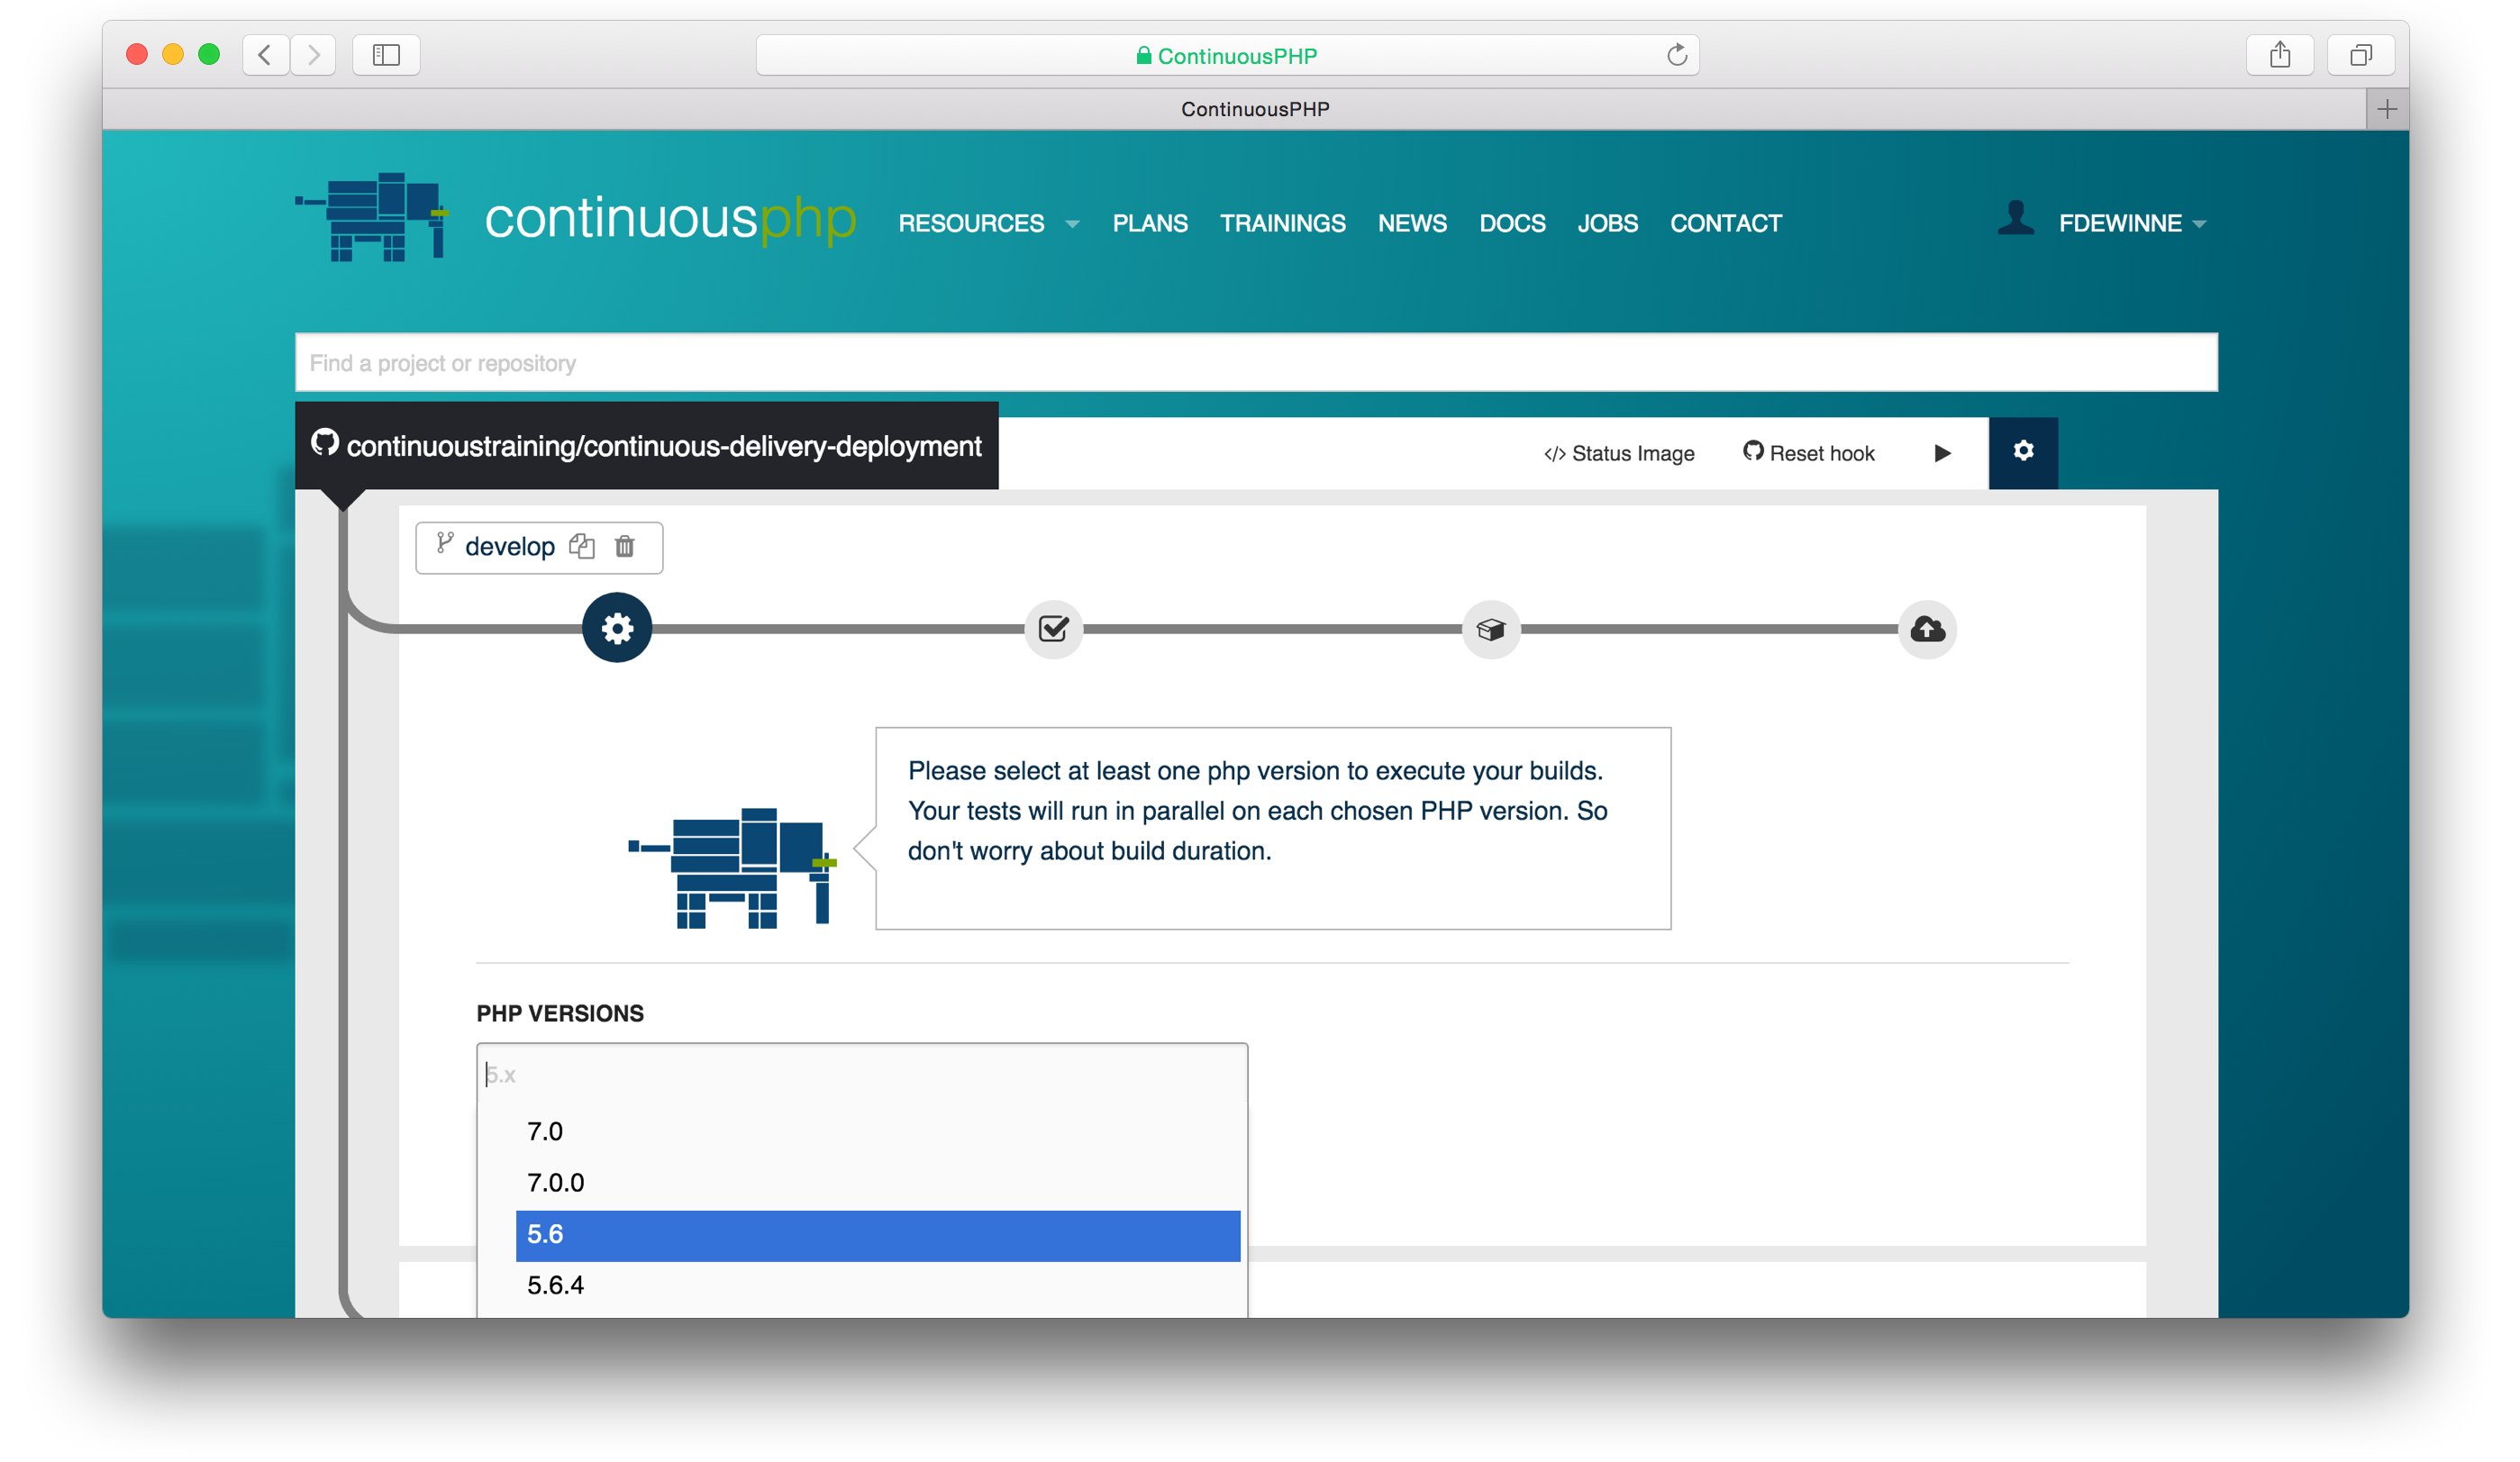 ContinuousPHP
ContinuousPHP
continuousphp RESOURCES PLANS TRAININGS NEWS DOCS JOBS CONTACT FDEWINNE
Find a project or repository
continuoustraining/continuous-delivery-deployment
</> Status Image Reset hook
develop
Please select at least one php version to execute your builds.
Your tests will run in parallel on each chosen PHP version. So
don't worry about build duration.
PHP VERSIONS
5.x
7.0
7.0.0
5.6
5.6.4